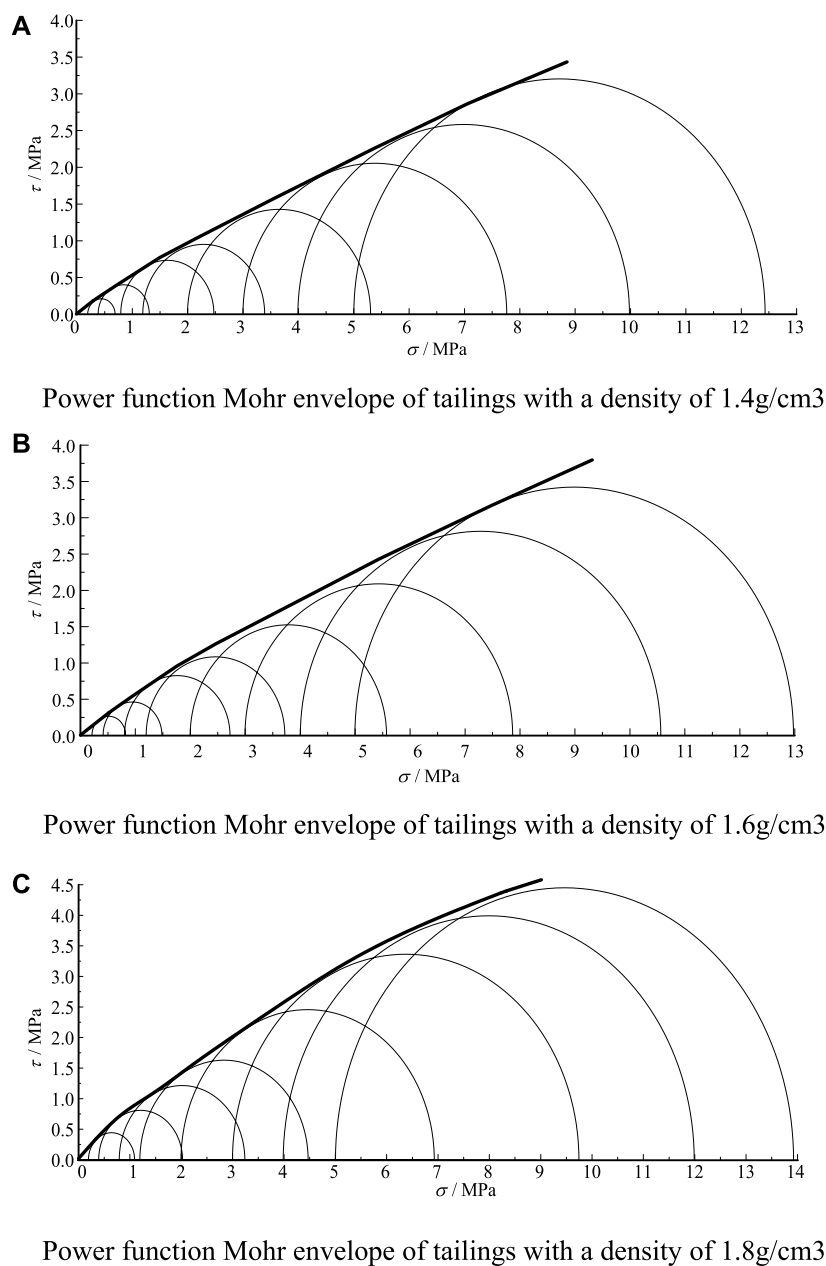 A
4.0
3.5
3.0
2.5
2.0
1.5
1.0
0.5
0.0
τ / MPa
0 1 2 3 4 5 6 7 8 9 10 11 12 13
σ / MPa
Power function Mohr envelope of tailings with a density of 1.4g/cm3
B
4.0
3.5
3.0
2.5
2.0
1.5
1.0
0.5
0.0
τ / MPa
0 1 2 3 4 5 6 7 8 9 10 11 12 13
σ / MPa
Power function Mohr envelope of tailings with a density of 1.6g/cm3
C
4.5
4.0
3.5
3.0
2.5
2.0
1.5
1.0
0.5
0.0
τ / MPa
0 1 2 3 4 5 6 7 8 9 10 11 12 13 14
σ / MPa
Power function Mohr envelope of tailings with a density of 1.8g/cm3